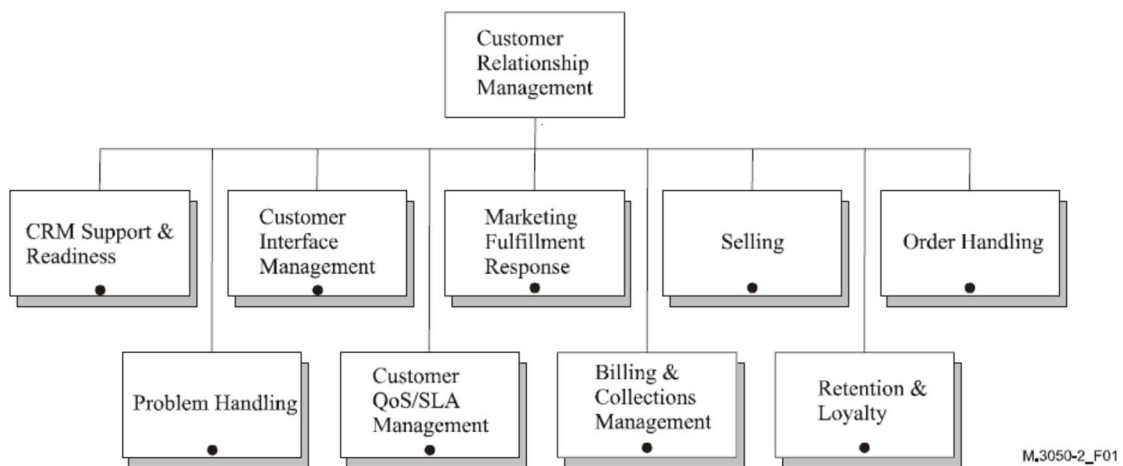 Customer
Relationship
Management
CRM Support &
Readiness
Customer
Interface
Management
Marketing
Fulfillment
Response
Selling
Order Handling
Problem Handling
Customer
QoS/SLA
Management
Billing &
Collections
Management
Retention &
Loyalty
M.3050-2_F01